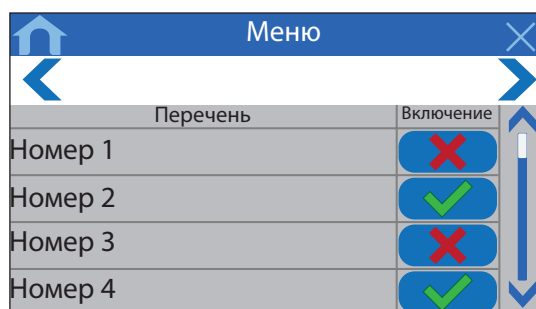 Меню
Перечень Включение
Номер 1
Номер 2
Номер 3
Номер 4